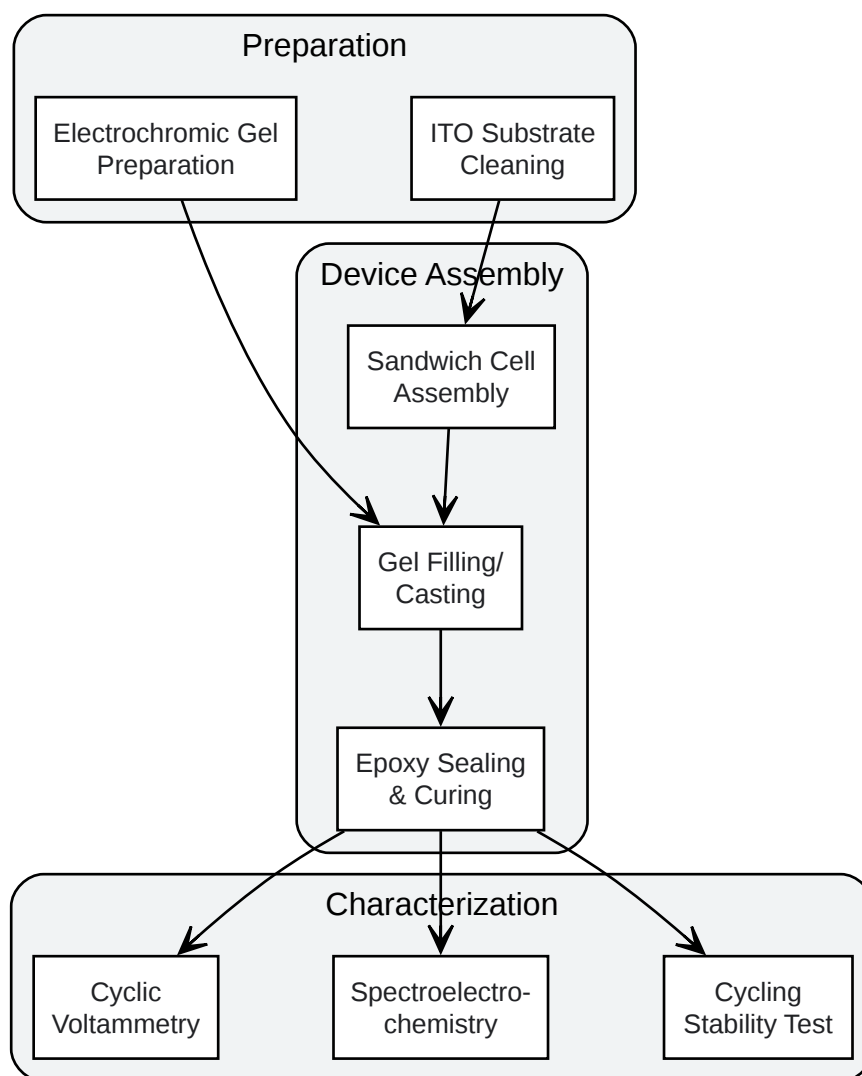 Preparation
Electrochromic Gel
Preparation
ITO Substrate
Cleaning
Device Assembly
Sandwich Cell
Assembly
Gel Filling/
Casting
Epoxy Sealing
& Curing
Characterization
Cyclic
Voltammetry
Spectroelectro-
chemistry
Cycling
Stability Test